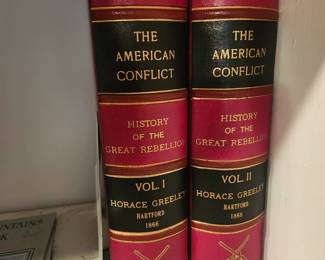 THE
AMERICAN
CONFLICT
HISTORY
OF THE
GREAT REBELLION
VOL. I
HORACE GREELEY
HARTFORD
1866
THE
AMERICAN
CONFLICT
HISTORY
OF THE
GREAT REBELLION
VOL. II
HORACE GREELEY
HARTFORD
1866